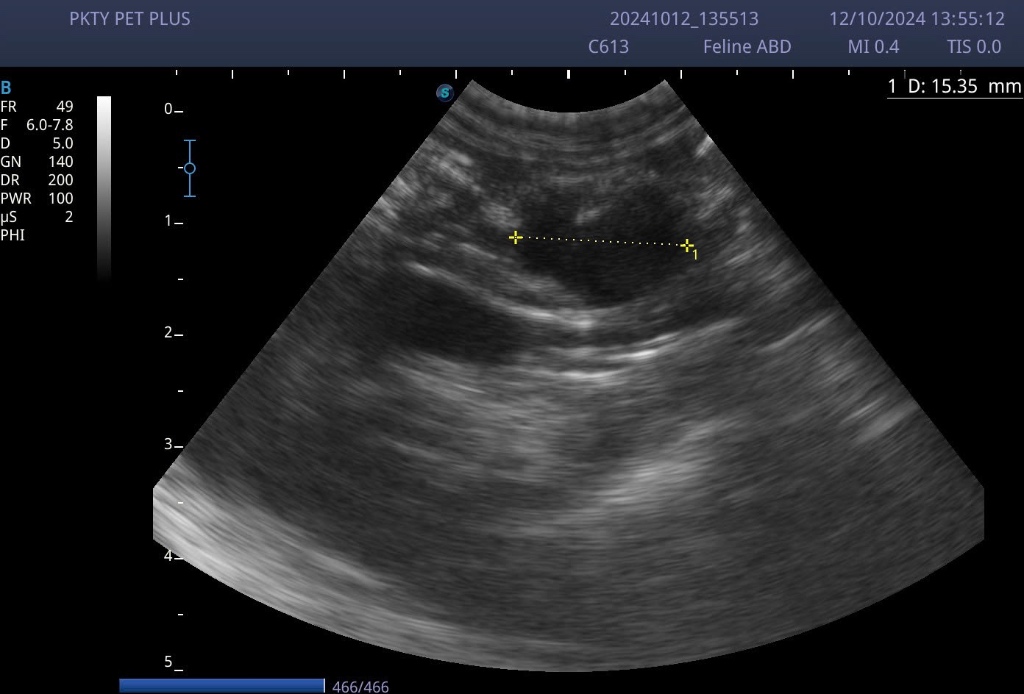 PKTY PET PLUS
20241012_135513
12/10/2024 13:55:12
C613
Feline ABD
MI 0.4
TIS 0.0
B
FR 49
F 6.0-7.8
D 5.0
GN 140
DR 200
PWR 100
µS 2
PHI
S
1 D: 15.35 mm
0
1
1
2
3
4
5
466/466